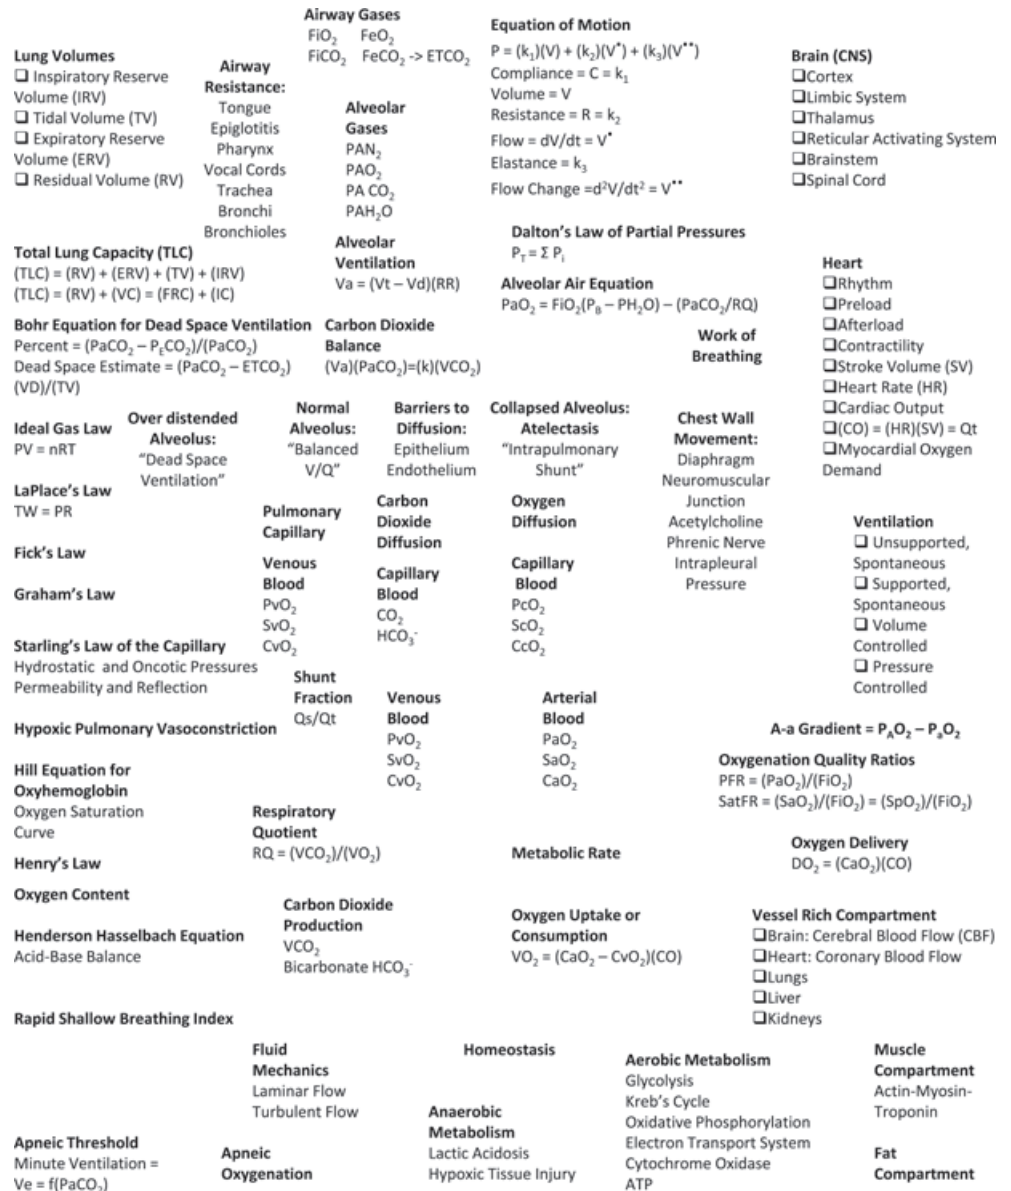 Airway Gases
FiO₂ FeO₂
FiCO₂ FeCO₂ -> ETCO₂
Equation of Motion
P = (k₁)(V) + (k₂)(V•) + (k₃)(V••)
Compliance = C = k₁
Volume = V
Resistance = R = k₂
Flow = dV/dt = V•
Elastance = k₃
Flow Change =d²V/dt² = V••
Lung Volumes
❑ Inspiratory Reserve
Volume (IRV)
❑ Tidal Volume (TV)
❑ Expiratory Reserve
Volume (ERV)
❑ Residual Volume (RV)
Airway
Resistance:
Tongue
Epiglotitis
Pharynx
Vocal Cords
Trachea
Bronchi
Bronchioles
Alveolar
Gases
PAN₂
PAO₂
PA CO₂
PAH₂O
Brain (CNS)
❑Cortex
❑Limbic System
❑Thalamus
❑Reticular Activating System
❑Brainstem
❑Spinal Cord
Total Lung Capacity (TLC)
(TLC) = (RV) + (ERV) + (TV) + (IRV)
(TLC) = (RV) + (VC) = (FRC) + (IC)
Alveolar
Ventilation
Va = (Vt – Vd)(RR)
Dalton's Law of Partial Pressures
P_T = Σ P_i
Alveolar Air Equation
PaO₂ = FiO₂(P_B – PH₂O) – (PaCO₂/RQ)
Heart
❑Rhythm
❑Preload
❑Afterload
❑Contractility
❑Stroke Volume (SV)
❑Heart Rate (HR)
❑Cardiac Output
❑(CO) = (HR)(SV) = Qt
❑Myocardial Oxygen
Demand
Bohr Equation for Dead Space Ventilation
Percent = (PaCO₂ – P_ECO₂)/(PaCO₂)
Dead Space Estimate = (PaCO₂ – ETCO₂)
(VD)/(TV)
Carbon Dioxide
Balance
(Va)(PaCO₂)=(k)(VCO₂)
Work of
Breathing
Ideal Gas Law
PV = nRT
Over distended
Alveolus:
"Dead Space
Ventilation"
Normal
Alveolus:
"Balanced
V/Q"
Barriers to
Diffusion:
Epithelium
Endothelium
Collapsed Alveolus:
Atelectasis
"Intrapulmonary
Shunt"
Chest Wall
Movement:
Diaphragm
Neuromuscular
Junction
Acetylcholine
Phrenic Nerve
Intrapleural
Pressure
LaPlace's Law
TW = PR
Pulmonary
Capillary
Venous
Blood
PvO₂
SvO₂
CvO₂
Carbon
Dioxide
Diffusion
Capillary
Blood
CO₂
HCO₃⁻
Oxygen
Diffusion
Capillary
Blood
PcO₂
ScO₂
CcO₂
Ventilation
❑ Unsupported,
Spontaneous
❑ Supported,
Spontaneous
❑ Volume
Controlled
❑ Pressure
Controlled
Fick's Law
Graham's Law
Starling's Law of the Capillary
Hydrostatic and Oncotic Pressures
Permeability and Reflection
Shunt
Fraction
Qs/Qt
Venous
Blood
PvO₂
SvO₂
CvO₂
Arterial
Blood
PaO₂
SaO₂
CaO₂
Hypoxic Pulmonary Vasoconstriction
A-a Gradient = P_AO₂ – P_aO₂
Oxygenation Quality Ratios
PFR = (PaO₂)/(FiO₂)
SatFR = (SaO₂)/(FiO₂) = (SpO₂)/(FiO₂)
Hill Equation for
Oxyhemoglobin
Oxygen Saturation
Curve
Respiratory
Quotient
RQ = (VCO₂)/(VO₂)
Metabolic Rate
Oxygen Delivery
DO₂ = (CaO₂)(CO)
Henry's Law
Oxygen Content
Henderson Hasselbach Equation
Acid-Base Balance
Carbon Dioxide
Production
VCO₂
Bicarbonate HCO₃⁻
Oxygen Uptake or
Consumption
VO₂ = (CaO₂ – CvO₂)(CO)
Vessel Rich Compartment
❑Brain: Cerebral Blood Flow (CBF)
❑Heart: Coronary Blood Flow
❑Lungs
❑Liver
❑Kidneys
Rapid Shallow Breathing Index
Fluid
Mechanics
Laminar Flow
Turbulent Flow
Homeostasis
Aerobic Metabolism
Glycolysis
Kreb's Cycle
Oxidative Phosphorylation
Electron Transport System
Cytochrome Oxidase
ATP
Muscle
Compartment
Actin-Myosin-
Troponin
Anaerobic
Metabolism
Lactic Acidosis
Hypoxic Tissue Injury
Apneic Threshold
Minute Ventilation =
Ve = f(PaCO₂)
Apneic
Oxygenation
Fat
Compartment